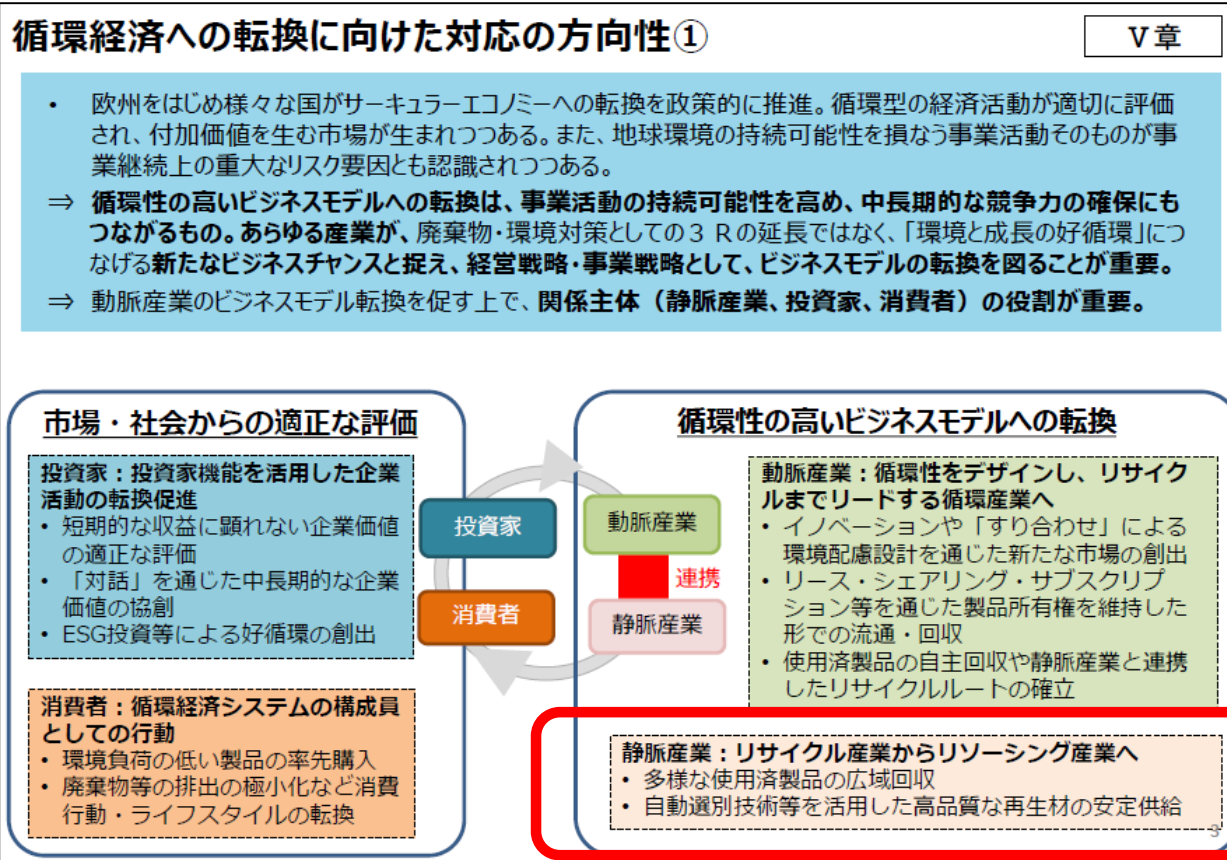 循環経済への転換に向けた対応の方向性①
Ⅴ章
• 欧州をはじめ様々な国がサーキュラーエコノミーへの転換を政策的に推進。循環型の経済活動が適切に評価
され、付加価値を生む市場が生まれつつある。また、地球環境の持続可能性を損なう事業活動そのものが事
業継続上の重大なリスク要因とも認識されつつある。
⇒ 循環性の高いビジネスモデルへの転換は、事業活動の持続可能性を高め、中長期的な競争力の確保にも
つながるもの。あらゆる産業が、廃棄物・環境対策としての３Ｒの延長ではなく、「環境と成長の好循環」につ
なげる新たなビジネスチャンスと捉え、経営戦略・事業戦略として、ビジネスモデルの転換を図ることが重要。
⇒ 動脈産業のビジネスモデル転換を促す上で、関係主体（静脈産業、投資家、消費者）の役割が重要。
市場・社会からの適正な評価
投資家：投資家機能を活用した企業
活動の転換促進
• 短期的な収益に顕れない企業価値
の適正な評価
• 「対話」を通じた中長期的な企業
価値の協創
• ESG投資等による好循環の創出
消費者：循環経済システムの構成員
としての行動
• 環境負荷の低い製品の率先購入
• 廃棄物等の排出の極小化など消費
行動・ライフスタイルの転換
投資家
消費者
動脈産業
連携
静脈産業
循環性の高いビジネスモデルへの転換
動脈産業：循環性をデザインし、リサイク
ルまでリードする循環産業へ
• イノベーションや「すり合わせ」による
環境配慮設計を通じた新たな市場の創出
• リース・シェアリング・サブスクリプ
ション等を通じた製品所有権を維持した
形での流通・回収
• 使用済製品の自主回収や静脈産業と連携
したリサイクルルートの確立
静脈産業：リサイクル産業からリソーシング産業へ
• 多様な使用済製品の広域回収
• 自動選別技術等を活用した高品質な再生材の安定供給
3